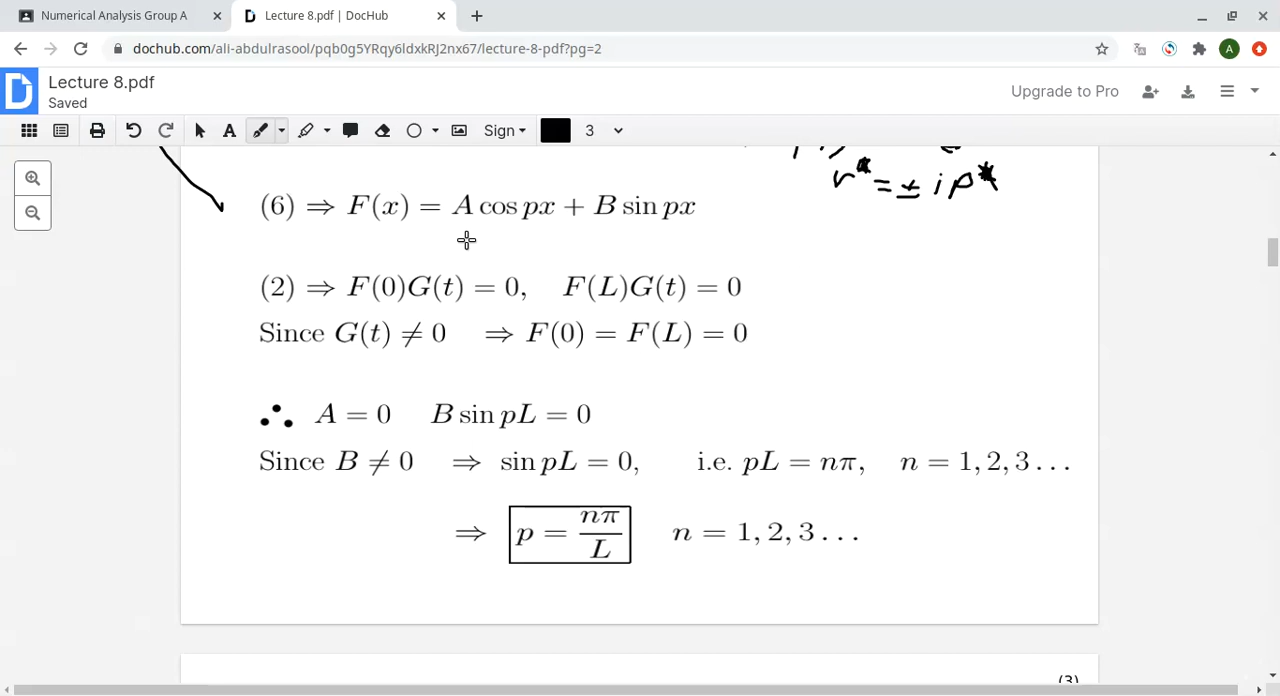 Numerical Analysis Group A
Lecture 8.pdf | DocHub
dochub.com/ali-abdulrasool/pqb0g5YRqy6ldxkRJ2nx67/lecture-8-pdf?pg=2
A
Lecture 8.pdf
Saved
Upgrade to Pro
A
Sign
3
r* = ± i p*
(6) ⇒ F(x) = A cos px + B sin px
(2) ⇒ F(0)G(t) = 0, F(L)G(t) = 0
Since G(t) ≠ 0 ⇒ F(0) = F(L) = 0
∴ A = 0 B sin pL = 0
Since B ≠ 0 ⇒ sin pL = 0, i.e. pL = nπ, n = 1, 2, 3 . . .
⇒ p = nπ/L n = 1, 2, 3 . . .
(3)